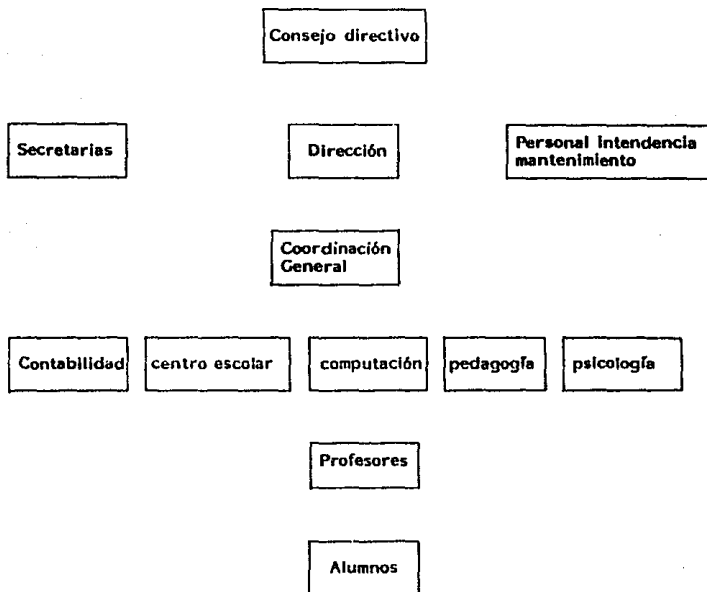 Consejo directivo
Secretarias
Dirección
Personal intendencia
mantenimiento
Coordinación
General
Contabilidad
centro escolar
computación
pedagogía
psicología
Profesores
Alumnos